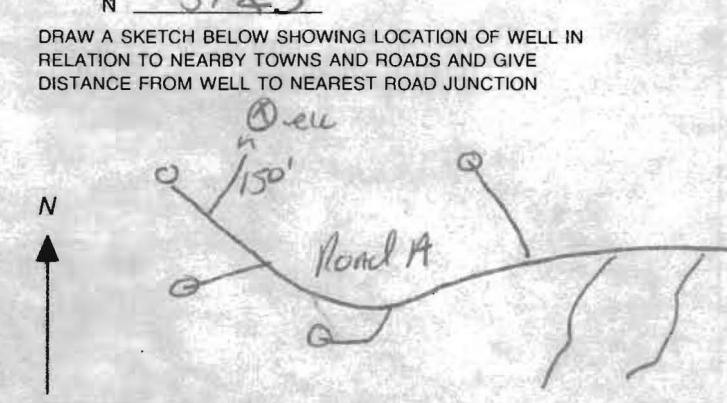 N
DRAW A SKETCH BELOW SHOWING LOCATION OF WELL IN
RELATION TO NEARBY TOWNS AND ROADS AND GIVE
DISTANCE FROM WELL TO NEAREST ROAD JUNCTION
150'
N
Road A